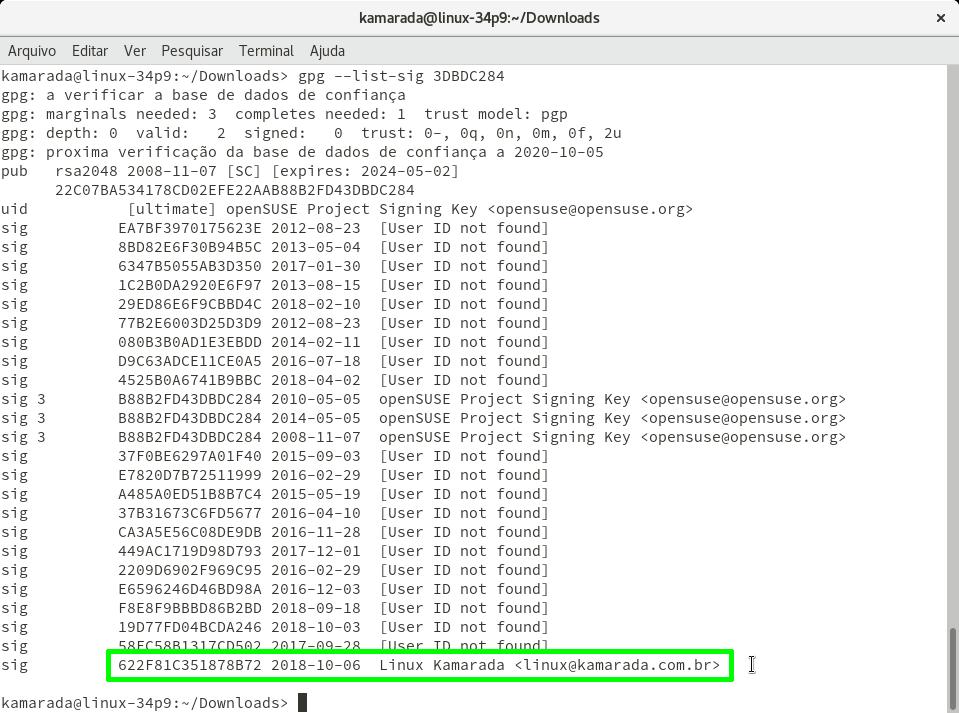 kamarada@linux-34p9:~/Downloads
Arquivo Editar Ver Pesquisar Terminal Ajuda
kamarada@linux-34p9:~/Downloads> gpg --list-sig 3DBDC284
gpg: a verificar a base de dados de confiança
gpg: marginals needed: 3  completes needed: 1  trust model: pgp
gpg: depth: 0  valid:   2  signed:   0  trust: 0-, 0q, 0n, 0m, 0f, 2u
gpg: proxima verificação da base de dados de confiança a 2020-10-05
pub   rsa2048 2008-11-07 [SC] [expires: 2024-05-02]
      22C07BA534178CD02EFE22AAB88B2FD43DBDC284
uid           [ultimate] openSUSE Project Signing Key <opensuse@opensuse.org>
sig          EA7BF3970175623E 2012-08-23  [User ID not found]
sig          8BD82E6F30B94B5C 2013-05-04  [User ID not found]
sig          6347B5055AB3D350 2017-01-30  [User ID not found]
sig          1C2B0DA2920E6F97 2013-08-15  [User ID not found]
sig          29ED86E6F9CBBD4C 2018-02-10  [User ID not found]
sig          77B2E6003D25D3D9 2012-08-23  [User ID not found]
sig          080B3B0AD1E3EBDD 2014-02-11  [User ID not found]
sig          D9C63ADCE11CE0A5 2016-07-18  [User ID not found]
sig          4525B0A6741B9BBC 2018-04-02  [User ID not found]
sig 3        B88B2FD43DBDC284 2010-05-05  openSUSE Project Signing Key <opensuse@opensuse.org>
sig 3        B88B2FD43DBDC284 2014-05-05  openSUSE Project Signing Key <opensuse@opensuse.org>
sig 3        B88B2FD43DBDC284 2008-11-07  openSUSE Project Signing Key <opensuse@opensuse.org>
sig          37F0BE6297A01F40 2015-09-03  [User ID not found]
sig          E7820D7B72511999 2016-02-29  [User ID not found]
sig          A485A0ED51B8B7C4 2015-05-19  [User ID not found]
sig          37B31673C6FD5677 2016-04-10  [User ID not found]
sig          CA3A5E56C08DE9DB 2016-11-28  [User ID not found]
sig          449AC1719D98D793 2017-12-01  [User ID not found]
sig          2209D6902F969C95 2016-02-29  [User ID not found]
sig          E6596246D46BD98A 2016-12-03  [User ID not found]
sig          F8E8F9BBBD86B2BD 2018-09-18  [User ID not found]
sig          19D77FD04BCDA246 2018-10-03  [User ID not found]
sig          58FC58B1317CD502 2017-09-28  [User ID not found]
sig          622F81C351878B72 2018-10-06  Linux Kamarada <linux@kamarada.com.br>
kamarada@linux-34p9:~/Downloads>